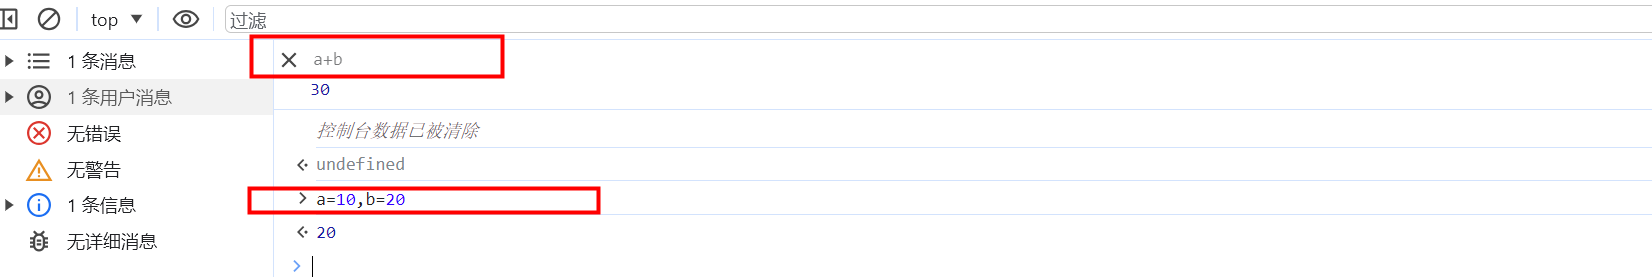 top
过滤
1 条消息
1 条用户消息
无错误
无警告
1 条信息
无详细消息
a+b
30
控制台数据已被清除
undefined
a=10,b=20
20